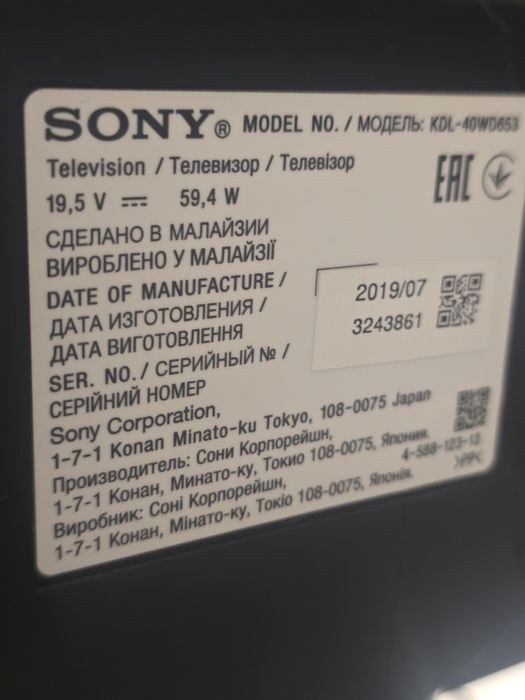 SONY® MODEL NO. / МОДЕЛЬ: KDL-40WD653
Television / Телевизор / Телевізор
19,5 V ⎓ 59,4 W
EAC
СДЕЛАНО В МАЛАЙЗИИ
ВИРОБЛЕНО У МАЛАЙЗІЇ
DATE OF MANUFACTURE /
ДАТА ИЗГОТОВЛЕНИЯ /
ДАТА ВИГОТОВЛЕННЯ
2019/07
SER. NO. / СЕРИЙНЫЙ № /
СЕРІЙНИЙ НОМЕР
3243861
Sony Corporation,
1-7-1 Konan Minato-ku Tokyo, 108-0075 Japan
Производитель: Сони Корпорейшн,
1-7-1 Конан, Минато-ку, Токио 108-0075, Япония.
Виробник: Соні Корпорейшн,
1-7-1 Конан, Мінато-ку, Токіо 108-0075, Японія.
4-588-123-13
>PP<